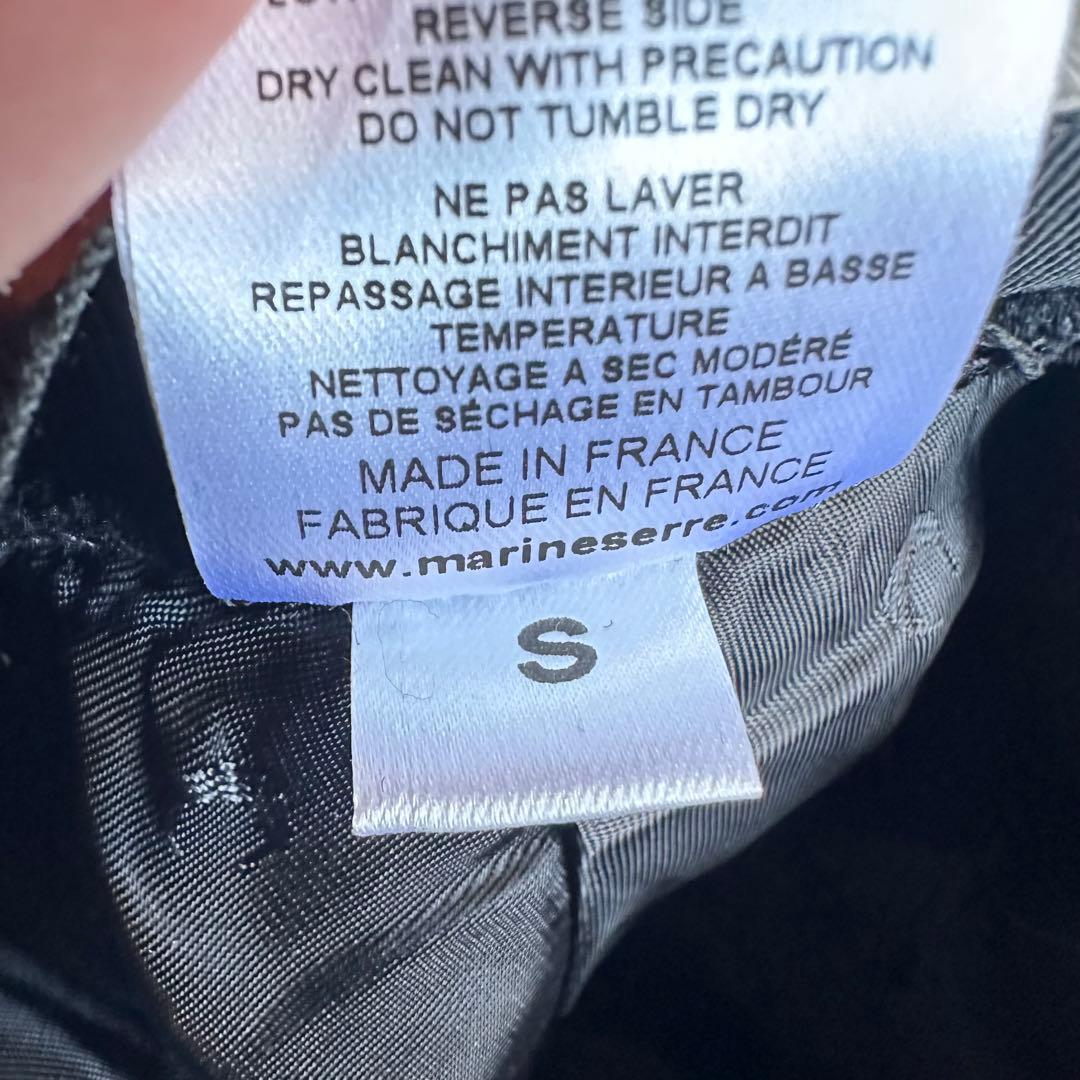 REVERSE SIDE
DRY CLEAN WITH PRECAUTION
DO NOT TUMBLE DRY
NE PAS LAVER
BLANCHIMENT INTERDIT
REPASSAGE INTERIEUR A BASSE
TEMPERATURE
NETTOYAGE A SEC MODÉRÉ
PAS DE SÉCHAGE EN TAMBOUR
MADE IN FRANCE
FABRIQUE EN FRANCE
www.marineserre.com
S